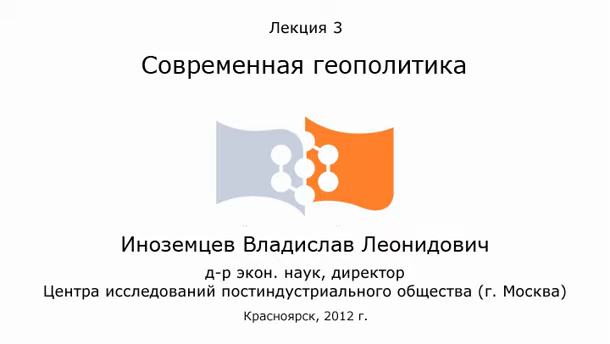 Лекция 3
Современная геополитика
Иноземцев Владислав Леонидович
д-р экон. наук, директор
Центра исследований постиндустриального общества (г. Москва)
Красноярск, 2012 г.